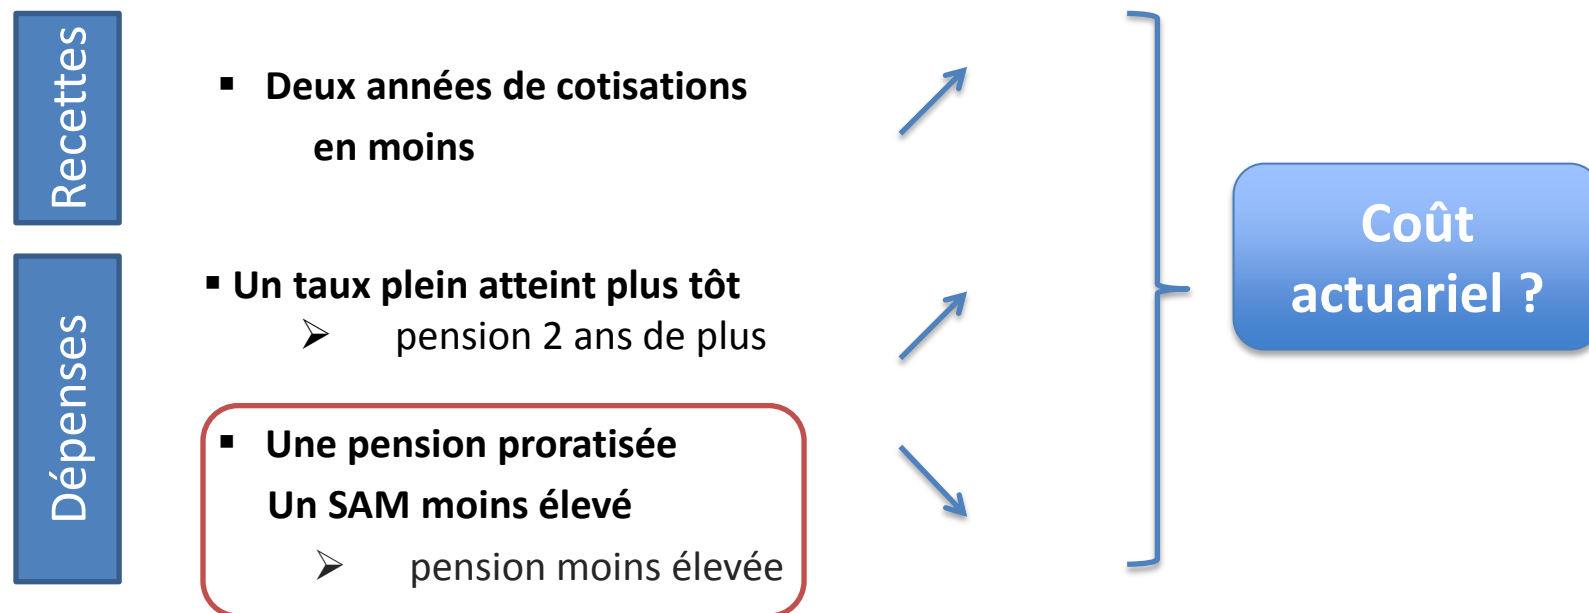 Recettes
▪ Deux années de cotisations
en moins
Dépenses
▪ Un taux plein atteint plus tôt
➢ pension 2 ans de plus
▪ Une pension proratisée
Un SAM moins élevé
➢ pension moins élevée
Coût
actuariel ?